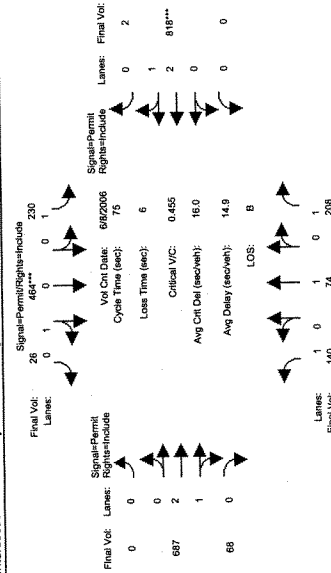 Signal=Permit/Rights=Include
Final Vol: 26 464*** 230
Lanes: 0 1 0 0 1
Signal=Permit
Rights=Include
Final Vol: Lanes:
0 0
0
687 2
1
68 0
Vol Cnt Date: 6/8/2006
Cycle Time (sec): 75
Loss Time (sec): 6
Critical V/C: 0.455
Avg Crit Del (sec/veh): 16.0
Avg Delay (sec/veh): 14.9
LOS: B
Signal=Permit
Rights=Include
Lanes: Final Vol:
0 2
1
2 818***
0
0 0
Lanes: 1 0 1 0 1
Final Vol: 140 74 208